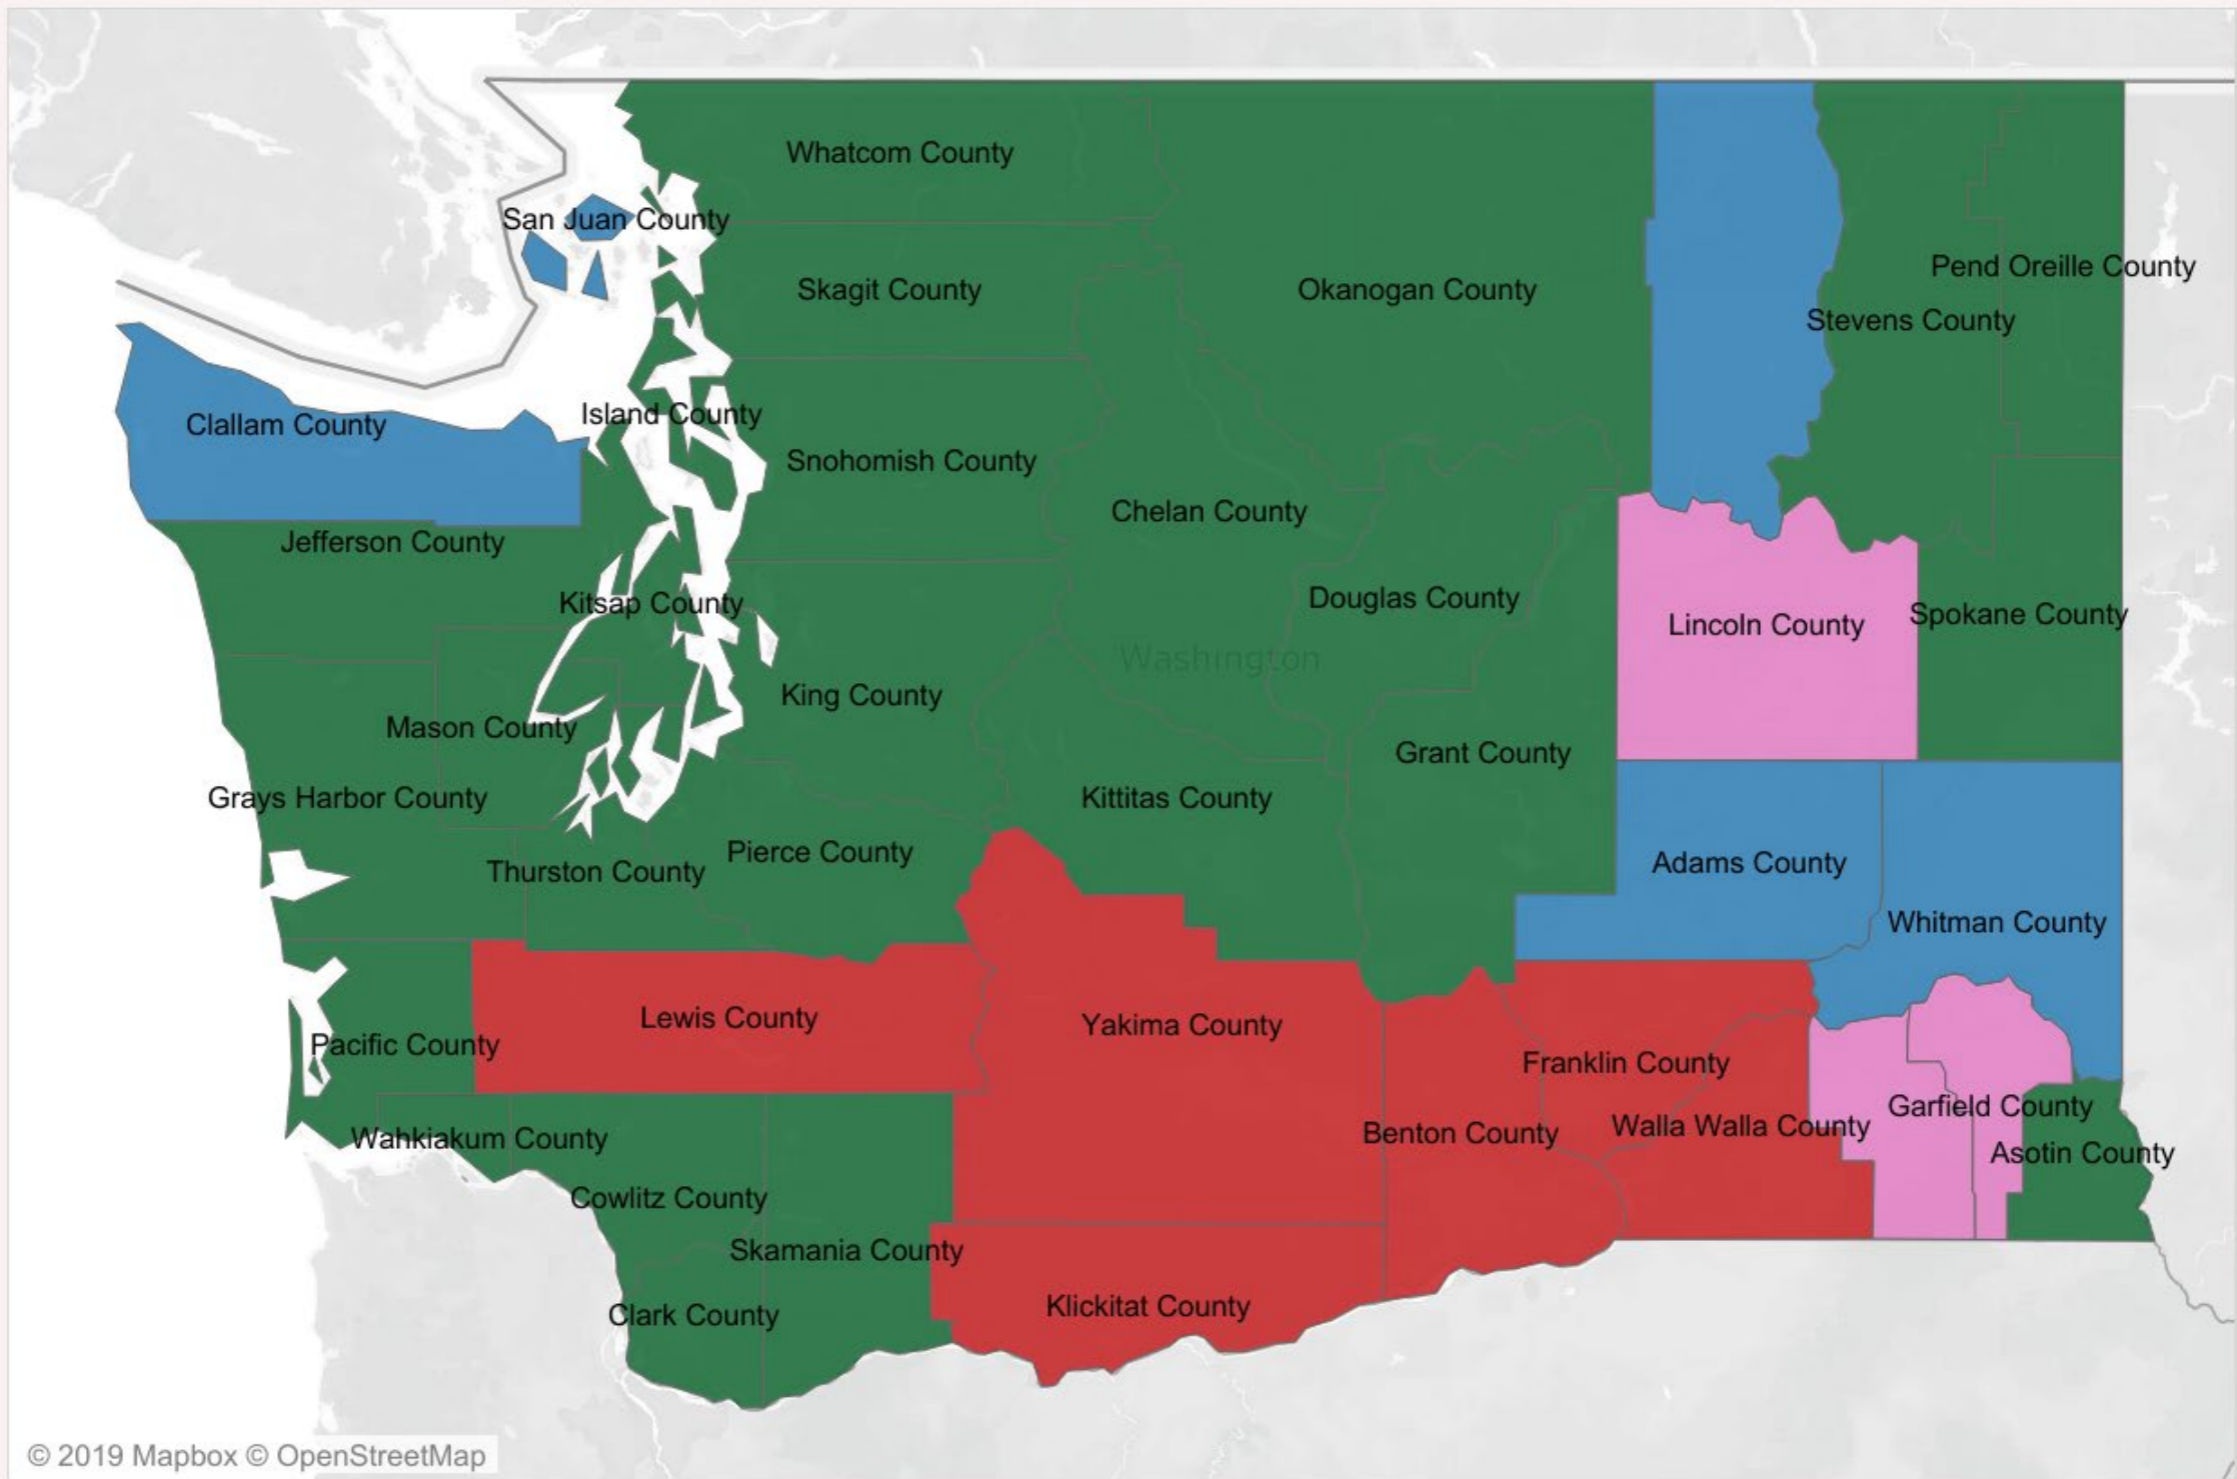 Whatcom County
San Juan County
Skagit County
Okanogan County
Pend Oreille County
Stevens County
Clallam County
Island County
Snohomish County
Chelan County
Jefferson County
Kitsap County
Douglas County
Lincoln County
Spokane County
Washington
King County
Mason County
Grant County
Grays Harbor County
Kittitas County
Pierce County
Thurston County
Adams County
Whitman County
Lewis County
Yakima County
Pacific County
Franklin County
Garfield County
Walla Walla County
Benton County
Wahkiakum County
Asotin County
Cowlitz County
Skamania County
Klickitat County
Clark County
© 2019 Mapbox © OpenStreetMap